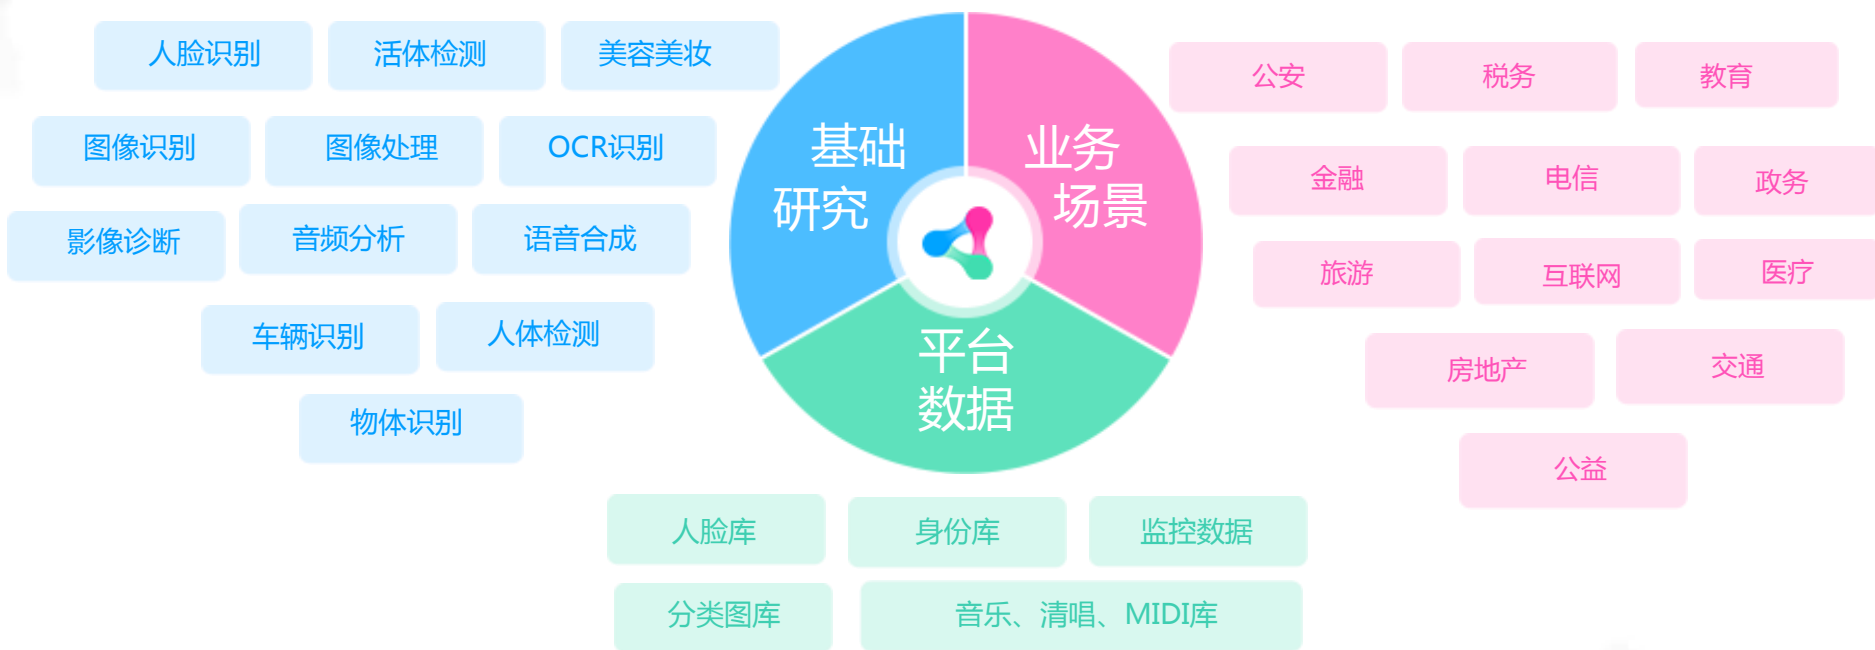 人脸识别 活体检测 美容美妆
图像识别 图像处理 OCR识别
影像诊断 音频分析 语音合成
车辆识别 人体检测
物体识别
基础
研究
业务
场景
平台
数据
公安 税务 教育
金融 电信 政务
旅游 互联网 医疗
房地产 交通
公益
人脸库 身份库 监控数据
分类图库 音乐、清唱、MIDI库